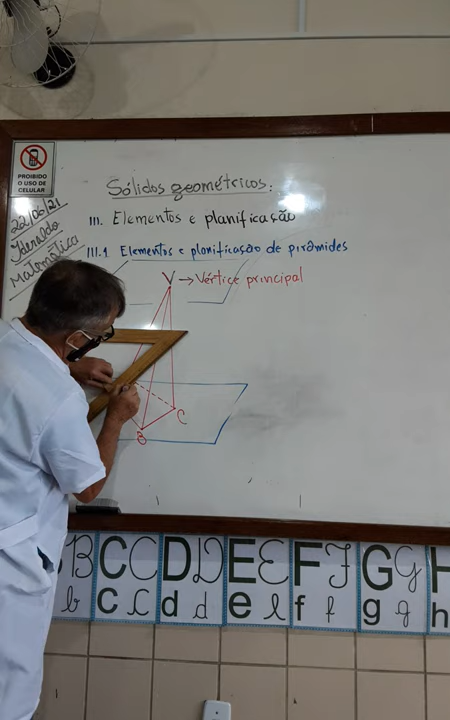 PROIBIDO
O USO DE
CELULAR
22/06/21
Matemática
Sólidos geométricos:
III. Elementos e planificação
III.1 Elementos e planificação de pirâmides
V → Vértice principal
C
B
B B C C D D E E F F G G H
b c c d d e e f f g g h